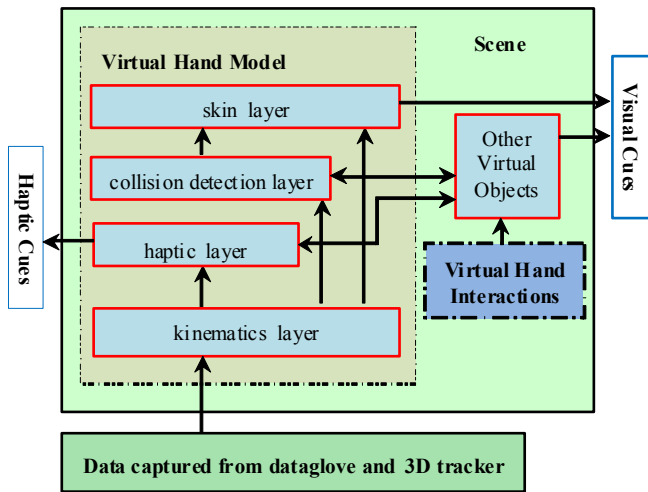 Scene
Virtual Hand Model
skin layer
collision detection layer
haptic layer
kinematics layer
Other
Virtual
Objects
Virtual Hand
Interactions
Haptic Cues
Visual Cues
Data captured from dataglove and 3D tracker